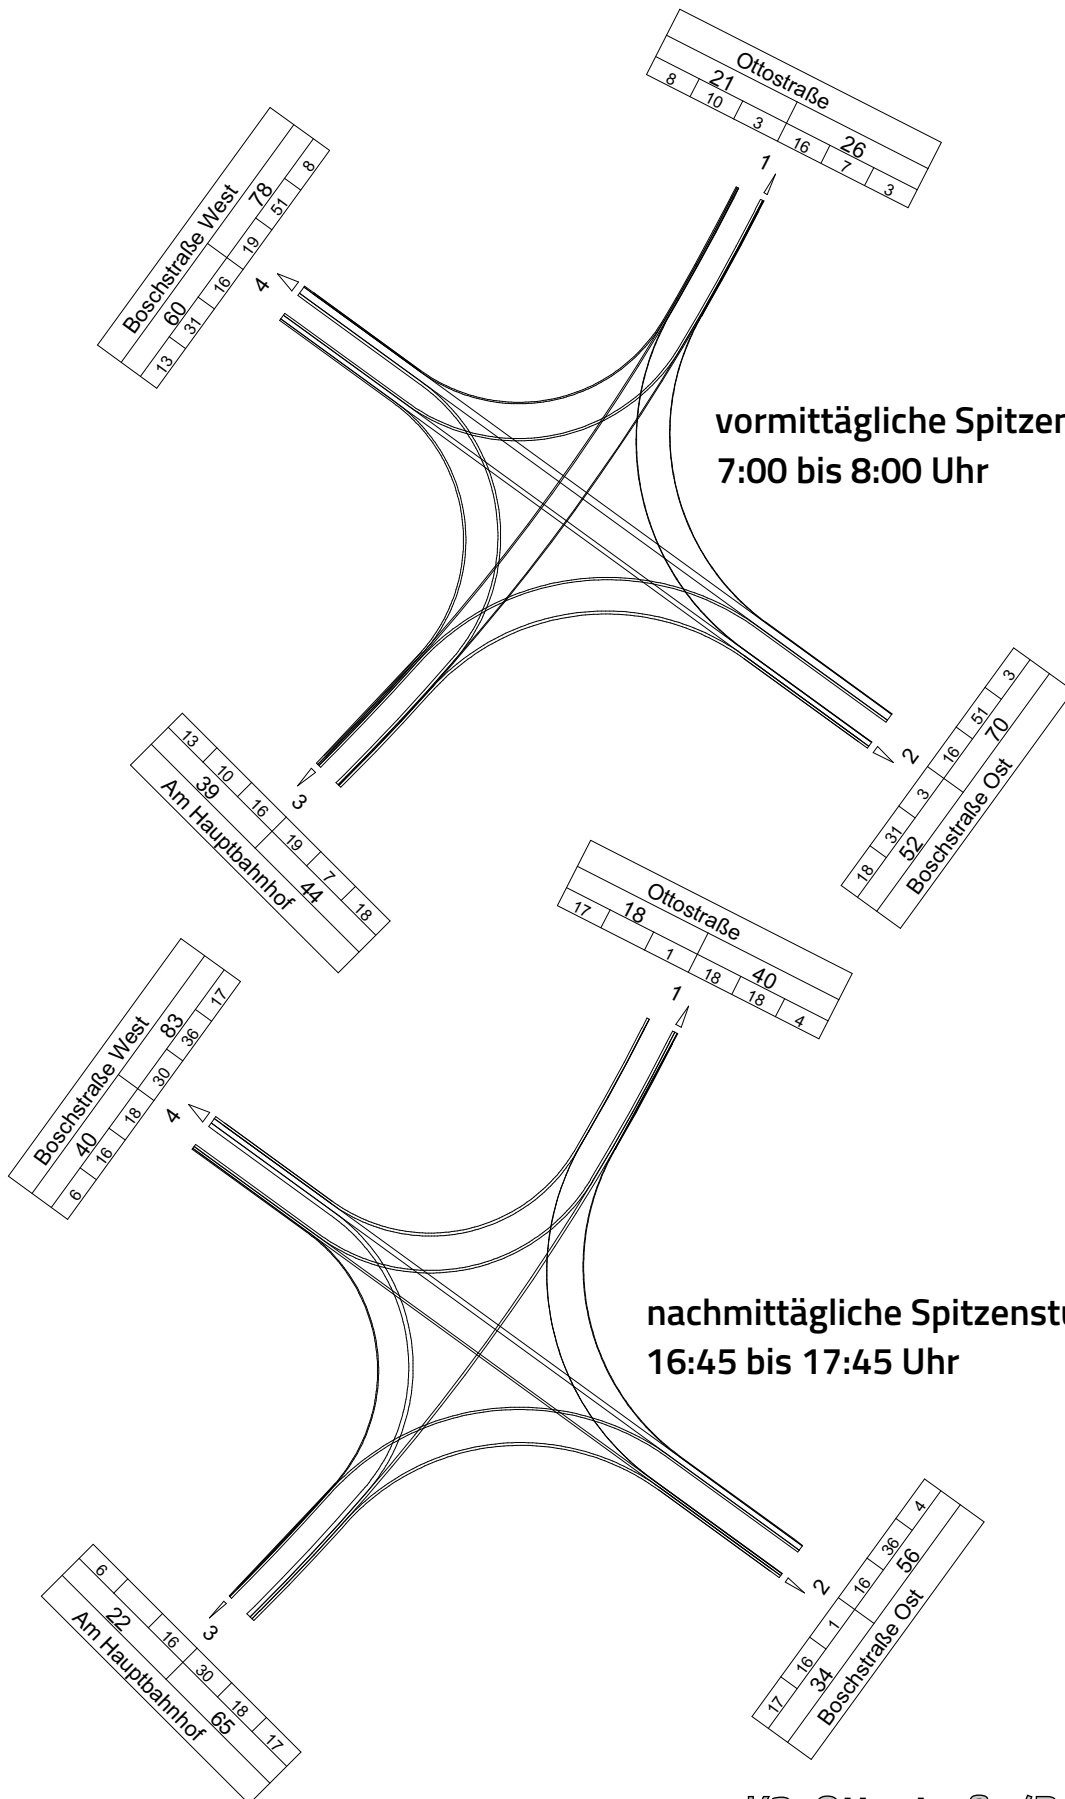 Ottostraße
21
26
8 10 3 16 7 3
1
Boschstraße West
60
78
13 31 16 19 51 8
4
vormittägliche
7:00 bis 8:00 Uhr
2
18 31 3 16 51 3
52
70
Boschstraße Ost
3
13 10 16 19 7 18
39
44
Am Hauptbahnhof
Ottostraße
18
40
17 1 18 18 4
1
Boschstraße West
40
83
6 16 18 30 36 17
4
nachmittägliche
16:45 bis 17:45 Uhr
2
17 16 1 16 36 4
34
56
Boschstraße Ost
3
6 16 30 18 17
22
65
Am Hauptbahnhof